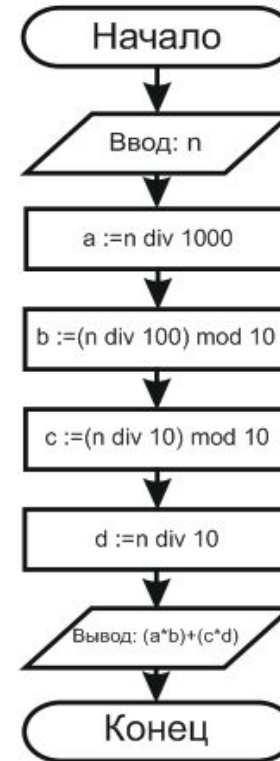 Начало
Ввод: n
a :=n div 1000
b :=(n div 100) mod 10
c :=(n div 10) mod 10
d :=n div 10
Вывод: (a*b)+(c*d)
Конец